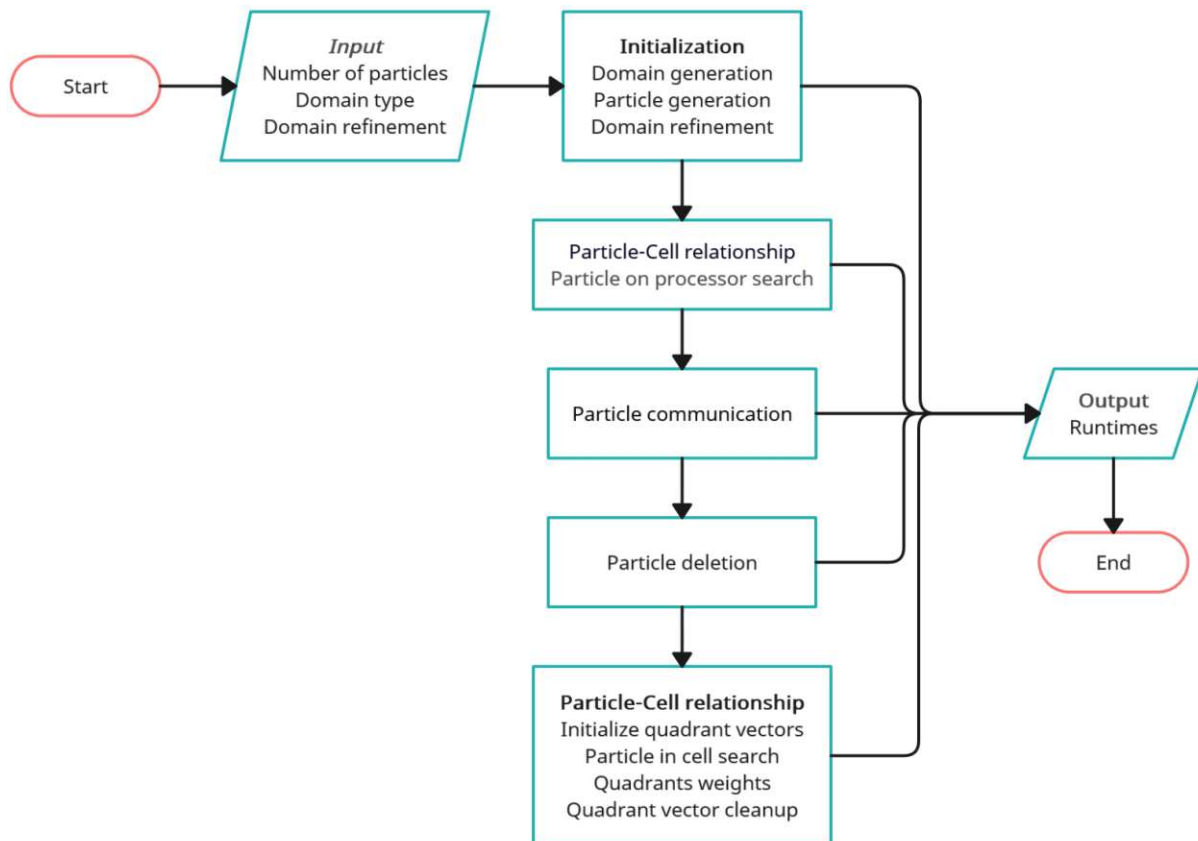 Start
Input
Number of particles
Domain type
Domain refinement
Initialization
Domain generation
Particle generation
Domain refinement
Particle-Cell relationship
Particle on processor search
Particle communication
Particle deletion
Particle-Cell relationship
Initialize quadrant vectors
Particle in cell search
Quadrants weights
Quadrant vector cleanup
Output
Runtimes
End